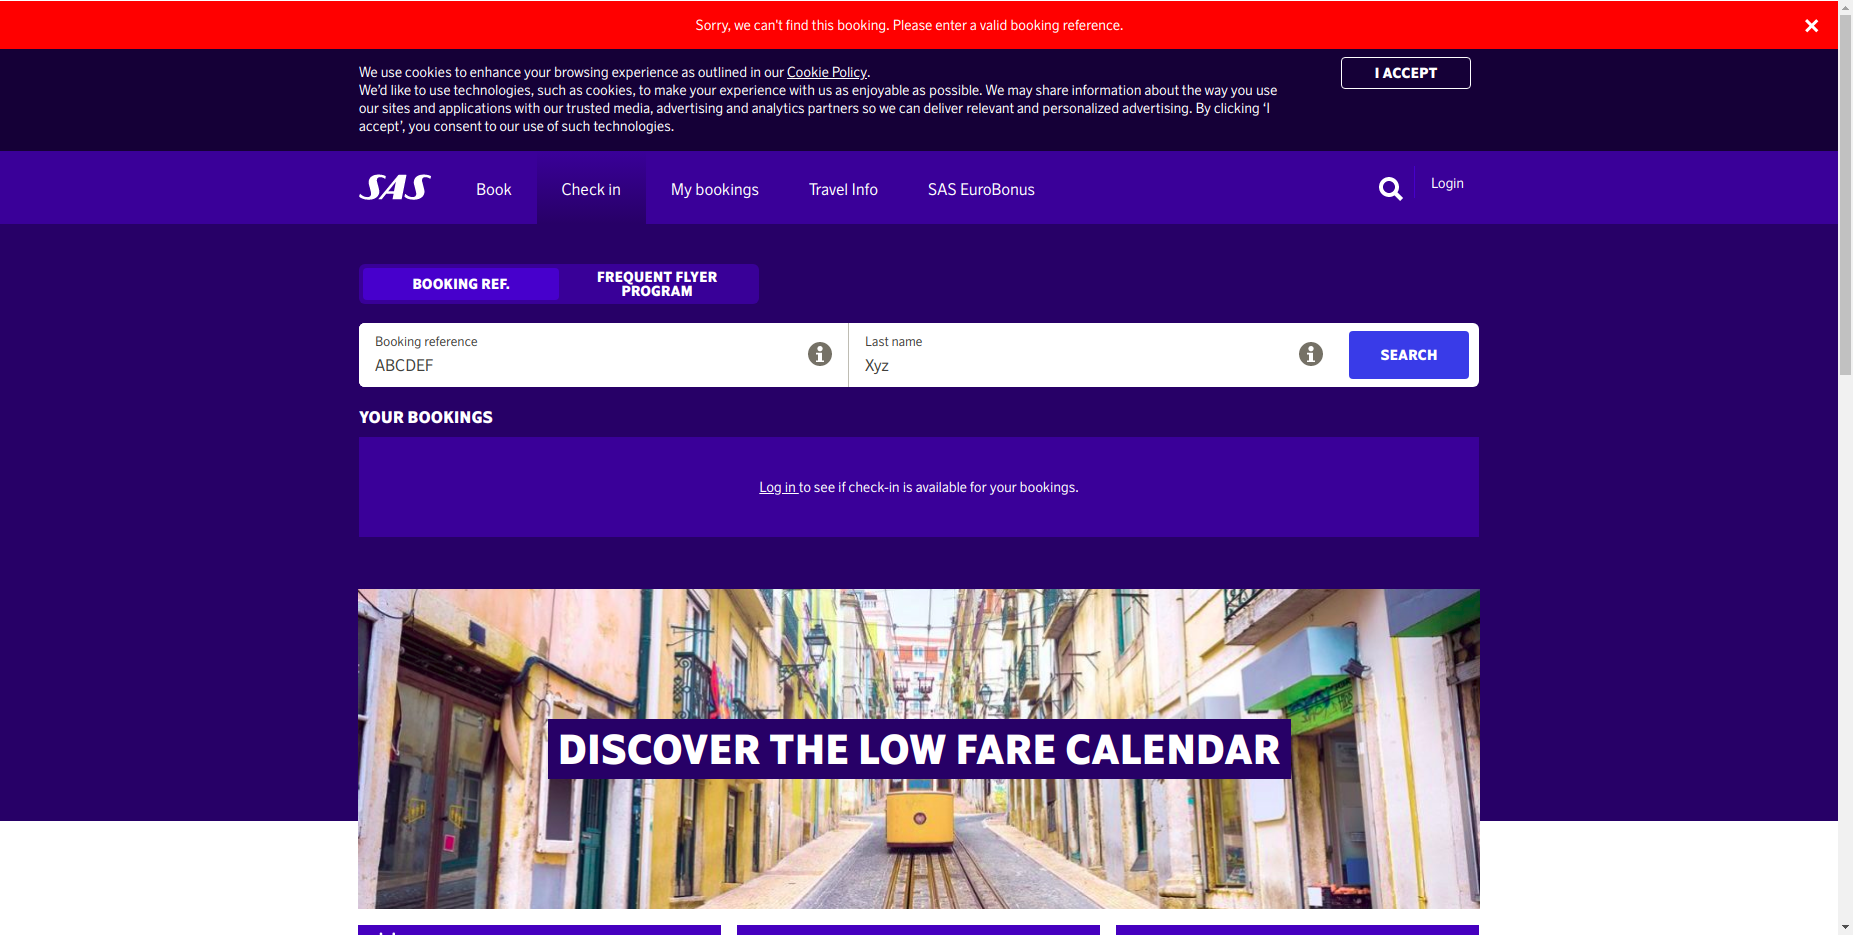 Sorry, we can't find this booking. Please enter a valid booking reference.
We use cookies to enhance your browsing experience as outlined in our Cookie Policy.
We'd like to use technologies, such as cookies, to make your experience with us as enjoyable as possible. We may share information about the way you use
our sites and applications with our trusted media, advertising and analytics partners so we can deliver relevant and personalized advertising. By clicking 'I
accept', you consent to our use of such technologies.
I ACCEPT
SAS
Book
Check in
My bookings
Travel Info
SAS EuroBonus
Login
BOOKING REF.
FREQUENT FLYER
PROGRAM
Booking reference
ABCDEF
Last name
Xyz
SEARCH
YOUR BOOKINGS
Log in to see if check-in is available for your bookings.
DISCOVER THE LOW FARE CALENDAR